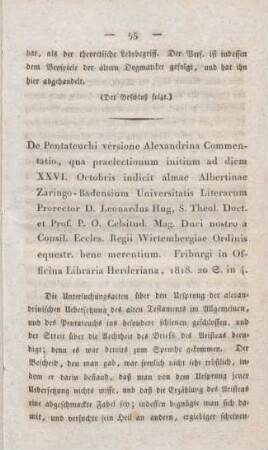 — 55 —
hat, als der theoretische Lehrbegriff. Der Verf. ist indessen
dem Beyspiele der ältern Dogmatiker gefolgt, und hat ihn
hier abgehandelt.
(Der Beschluß folgt.)
De Pentateuchi versione Alexandrina Commen-
tatio, qua praelectionum initium ad diem
XXVI. Octobris indicit almae Albertinae
Zaringo-Badensium Universitatis Literarum
Prorector D. Leonardus Hug, S. Theol. Doct.
et Prof. P. O. Celsitud. Mag. Duci nostro a
Consil. Eccles. Regii Wirtembergiae Ordinis
equestr. bene merentium. Friburgi in Of-
ficina Libraria Herderiana, 1818. 20 S. in 4.
Die Untersuchungsacten über den Ursprung der alexan-
drinischen Uebersetzung des alten Testaments im Allgemeinen,
und des Pentateuchs ins besondere schienen geschlossen, und
der Streit über die Aechtheit des Briefs des Aristeas been-
digt; denn es war bereits zum Spruche gekommen. Der
Bescheid, den man gab, war freylich nicht sehr tröstlich, in-
dem er darin bestand, daß man von dem Ursprung jener
Uebersetzung nichts wisse, und daß die Erzählung des Aristeas
eine abgeschmackte Fabel sey; indessen begnügte man sich da-
mit, und versuchte sein Heil an andern, ergiebiger scheinen-